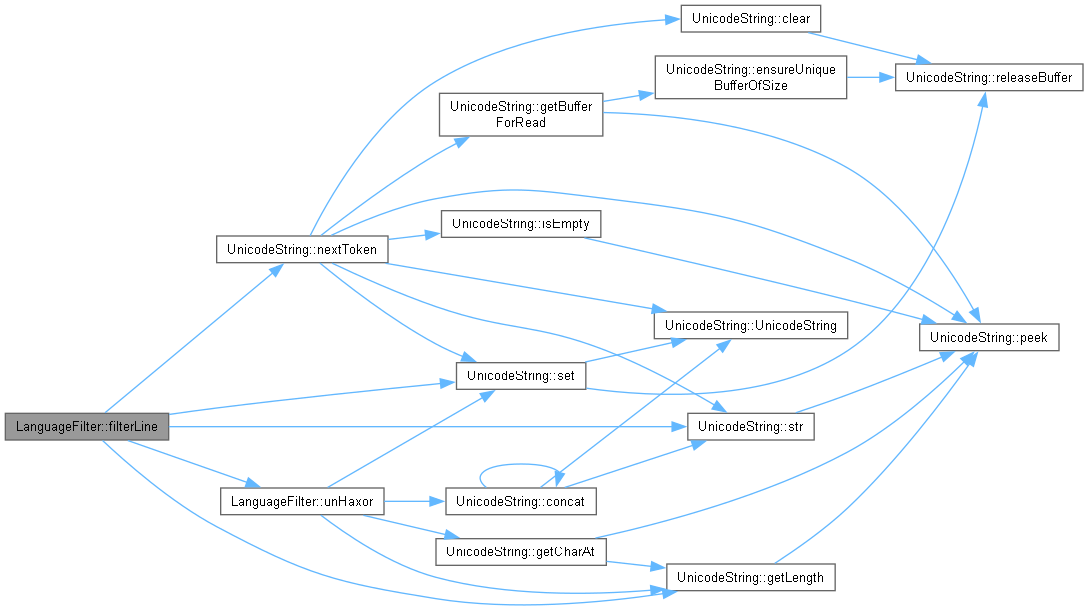 UnicodeString::clear
UnicodeString::ensureUnique
BufferOfSize
UnicodeString::releaseBuffer
UnicodeString::getBuffer
ForRead
UnicodeString::isEmpty
UnicodeString::nextToken
UnicodeString::UnicodeString
UnicodeString::peek
UnicodeString::set
LanguageFilter::filterLine
UnicodeString::str
LanguageFilter::unHaxor
UnicodeString::concat
UnicodeString::getCharAt
UnicodeString::getLength